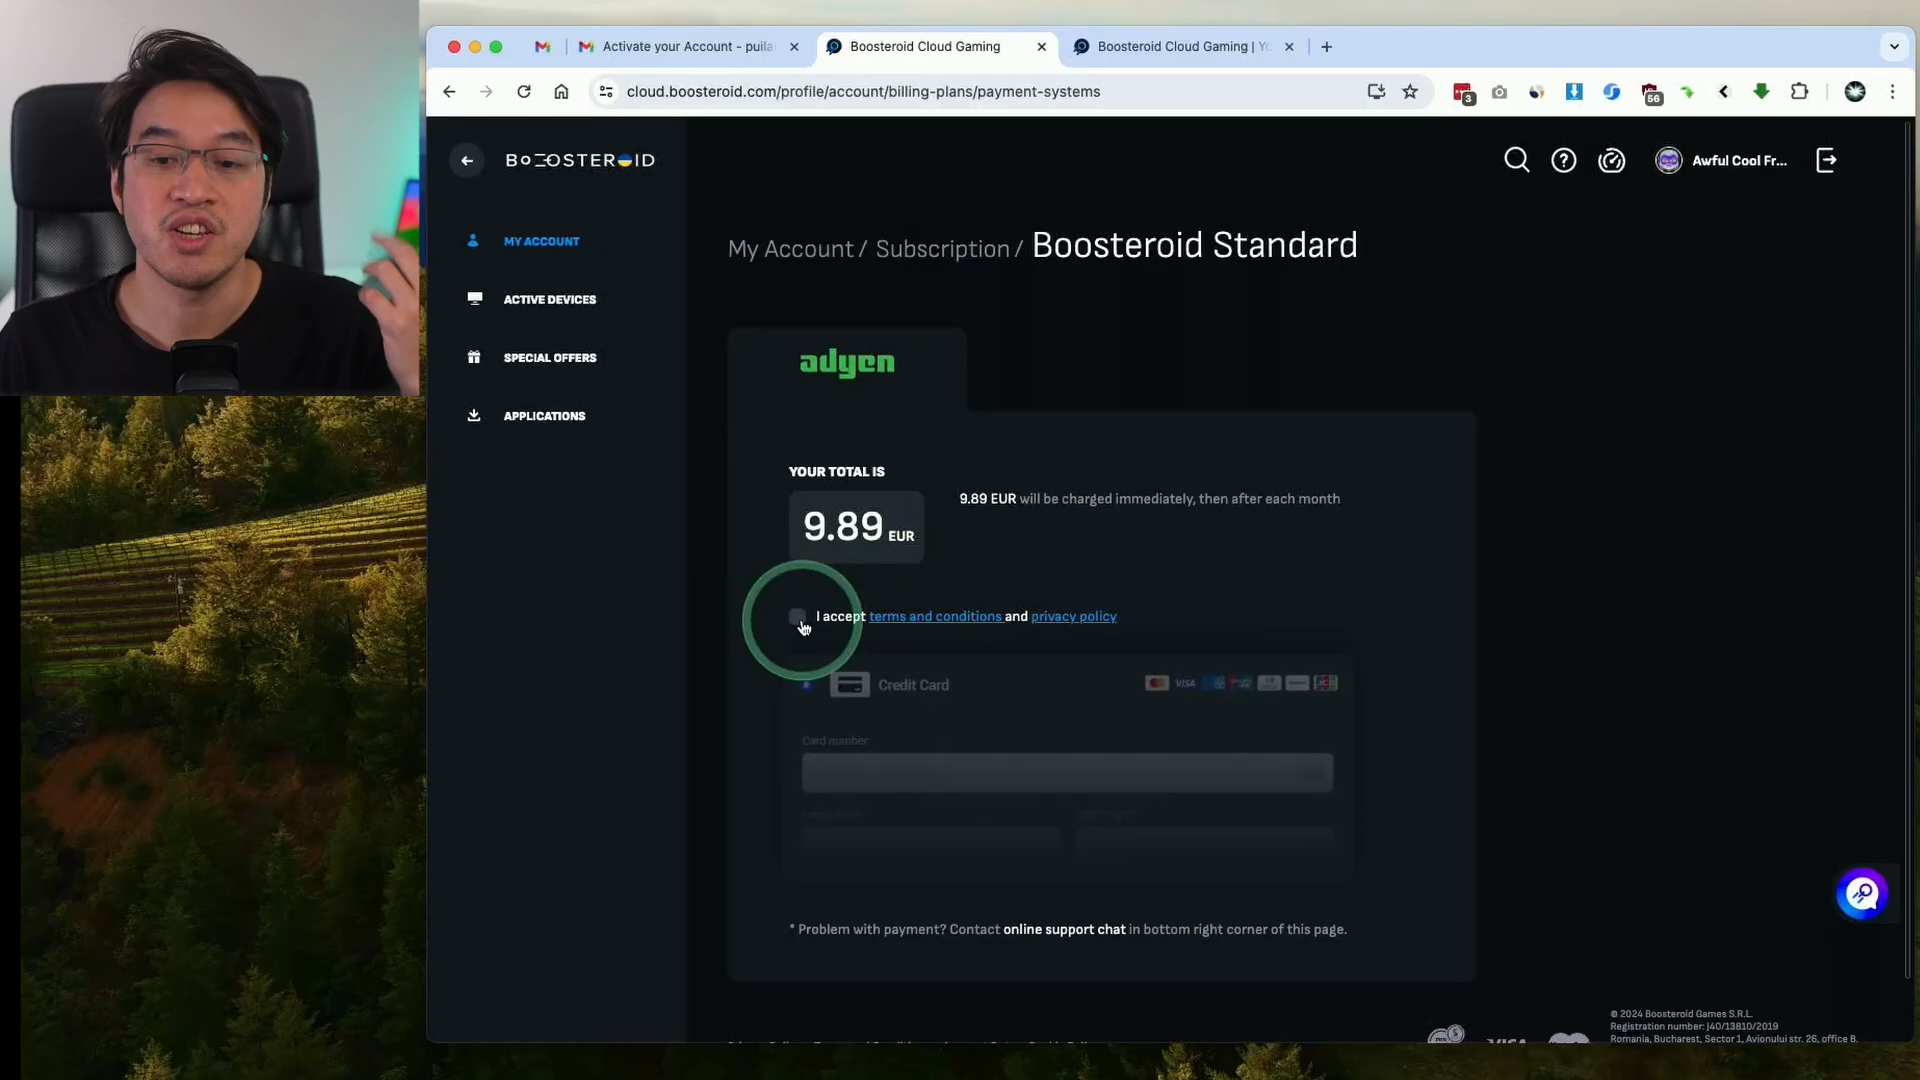 Activate your Account - puila
Boosteroid Cloud Gaming
Boosteroid Cloud Gaming | Yo
cloud.boosteroid.com/profile/account/billing-plans/payment-systems
3
56
BOOSTEROID
Awful Cool Fr...
MY ACCOUNT
ACTIVE DEVICES
SPECIAL OFFERS
APPLICATIONS
My Account / Subscription / Boosteroid Standard
adyen
YOUR TOTAL IS
9.89 EUR
9.89 EUR will be charged immediately, then after each month
I accept terms and conditions and privacy policy
Credit Card
VISA
Card number
* Problem with payment? Contact online support chat in bottom right corner of this page.
© 2024 Boosteroid Games S.R.L.
Registration number: J40/13810/2019
Romania, Bucharest, Sector 1, Avionului str. 26, office B.
VISA